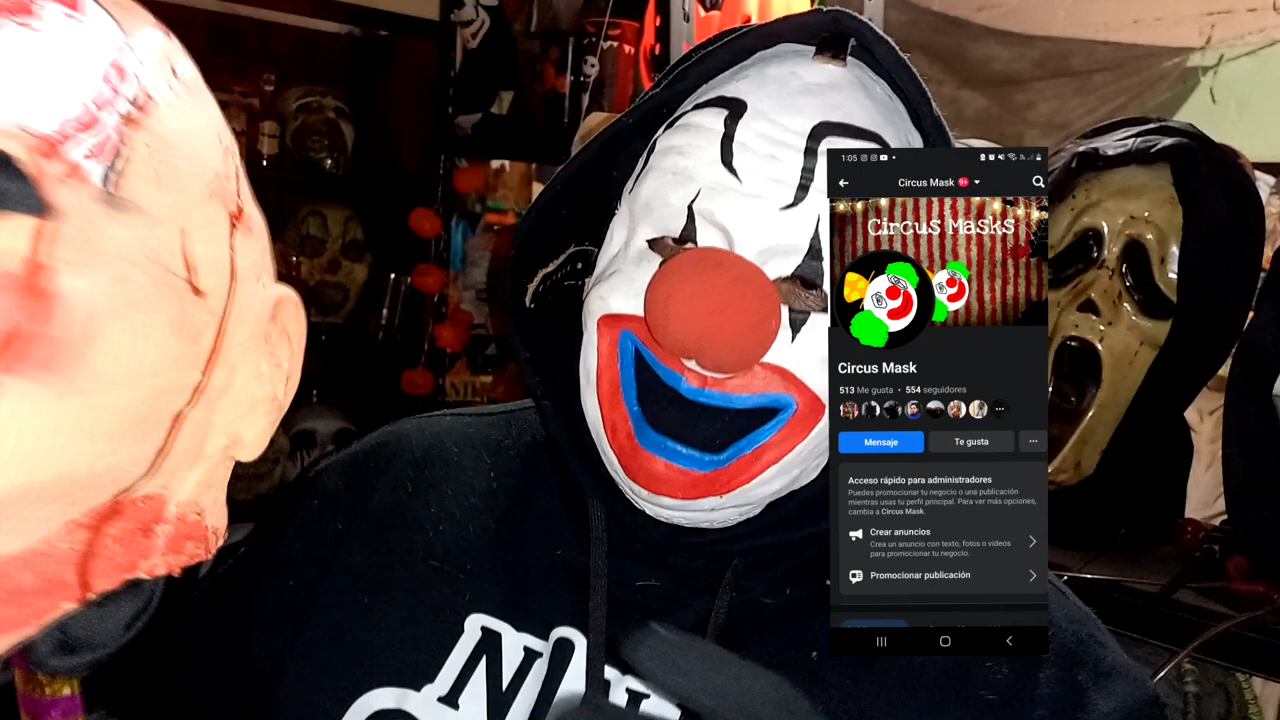 1:05
Circus Mask 9+
Circus Masks
Circus Mask
513 Me gusta • 554 seguidores
Mensaje
Te gusta
Acceso rápido para administradores
Puedes promocionar tu negocio o una publicación
mientras usas tu perfil principal. Para ver más opciones,
cambia a Circus Mask.
Crear anuncios
Crea un anuncio con texto, fotos o videos
para promocionar tu negocio.
Promocionar publicación